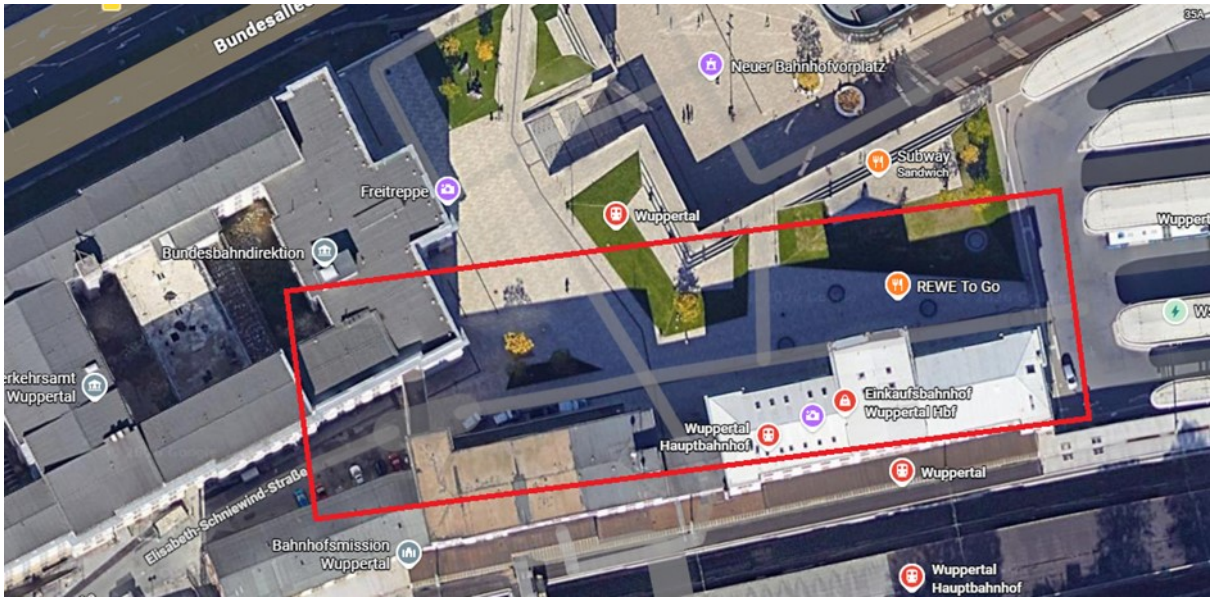 Bundesallee
35A
Neuer Bahnhofvorplatz
Subway
Sandwich
Freitreppe
Wuppertal
Wuppert
Bundesbahndirektion
REWE To Go
WS
erkehrsamt
Wuppertal
Einkaufsbahnhof
Wuppertal Hbf
Wuppertal
Hauptbahnhof
Wuppertal
Elisabeth-Schniewind-Straße
Bahnhofsmission
Wuppertal
Wuppertal
Hauptbahnhof